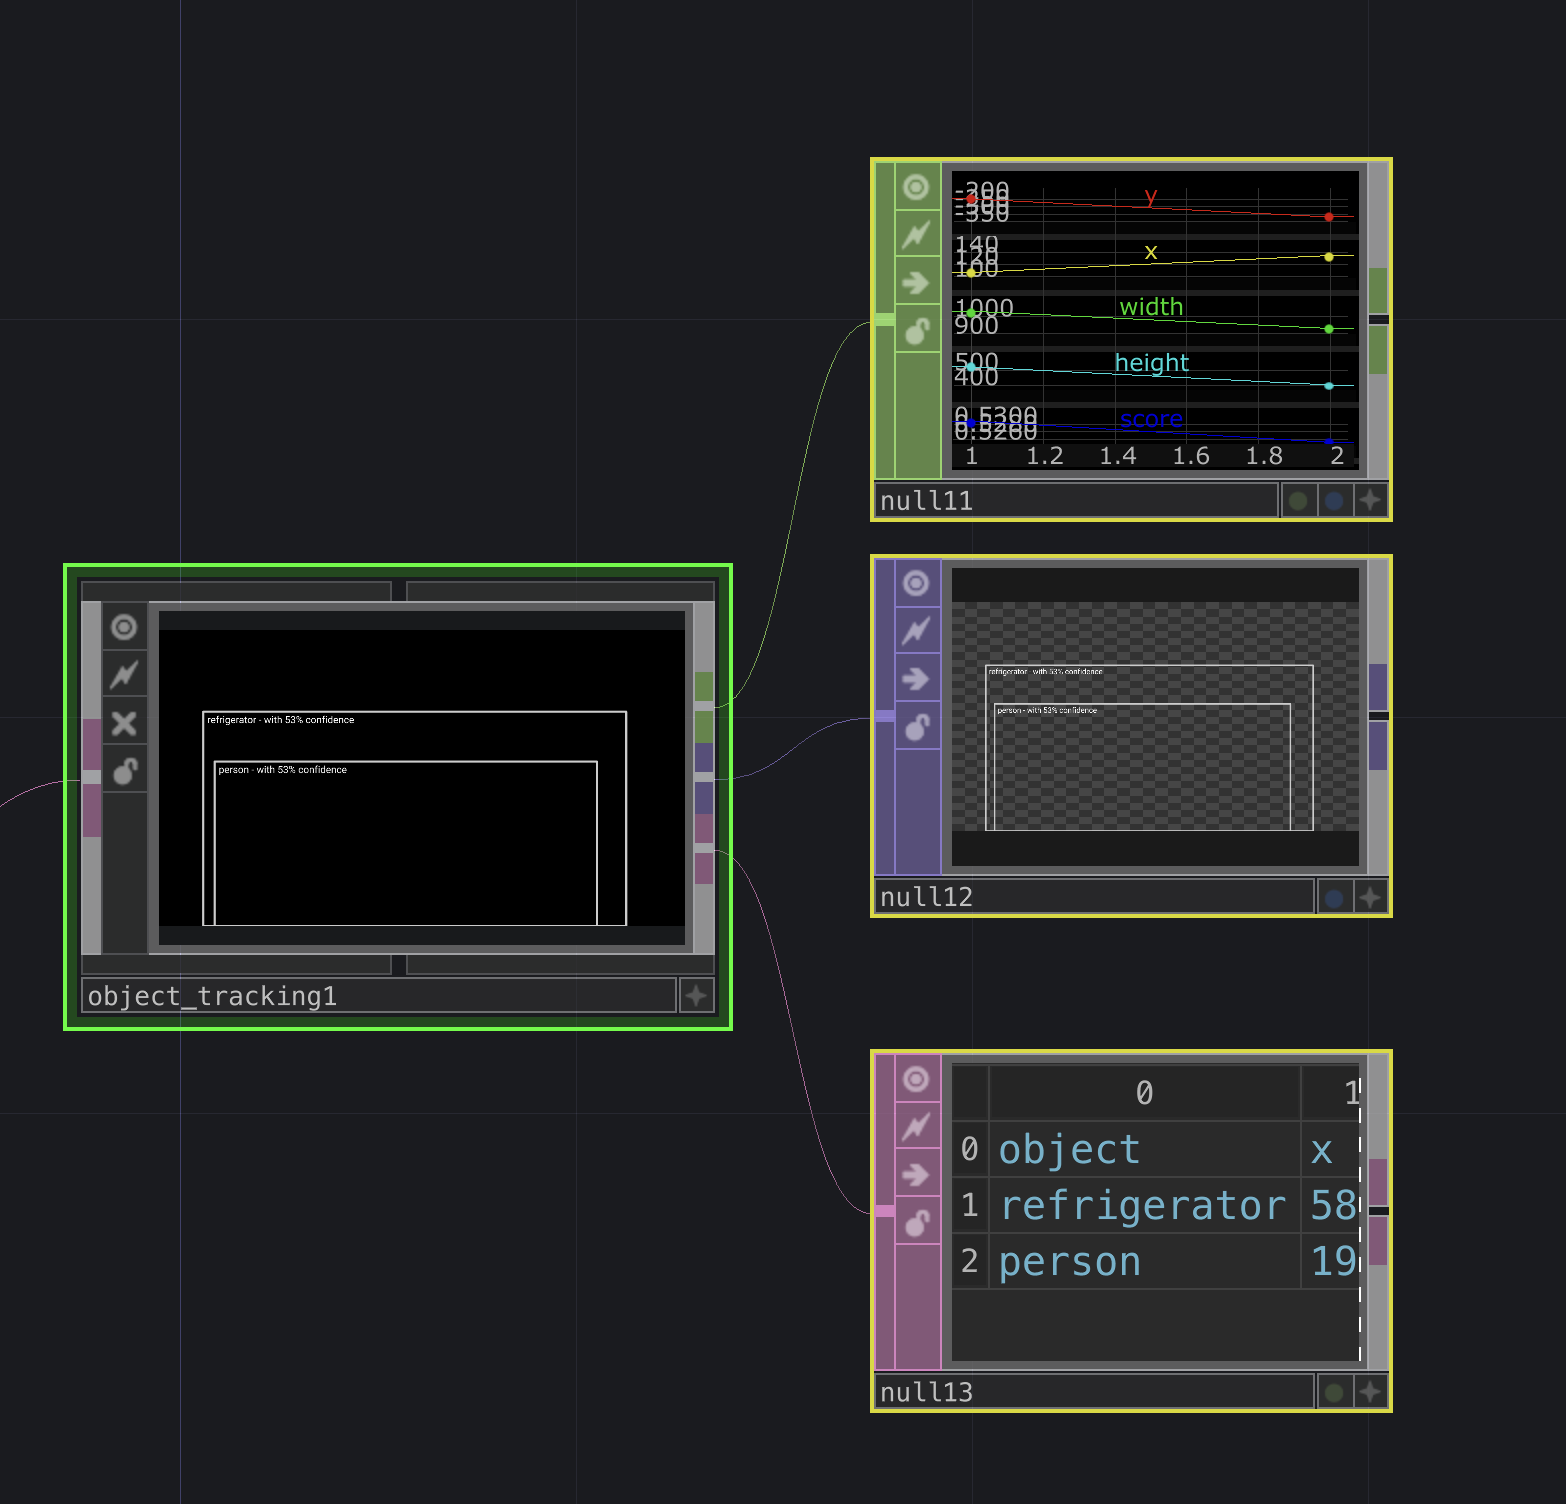 -200
-350
y
140
120
100
x
1000
900
width
500
400
height
0.5300
0.5260
score
1 1.2 1.4 1.6 1.8 2
null11
refrigerator - with 53% confidence
person - with 53% confidence
object_tracking1
refrigerator - with 53% confidence
person - with 53% confidence
null12
0 1
0 object x
1 refrigerator 58
2 person 19
null13